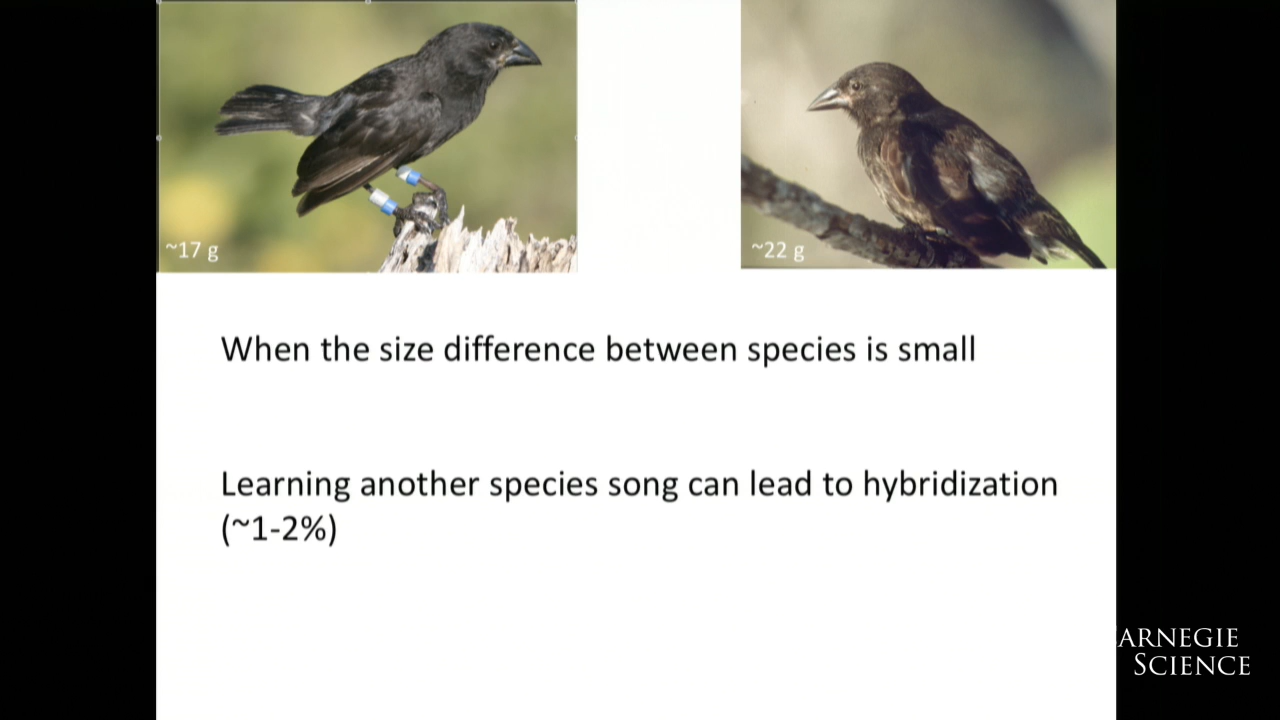 ~17 g
~22 g
When the size difference between species is small
Learning another species song can lead to hybridization
(~1-2%)
ARNEGIE
SCIENCE